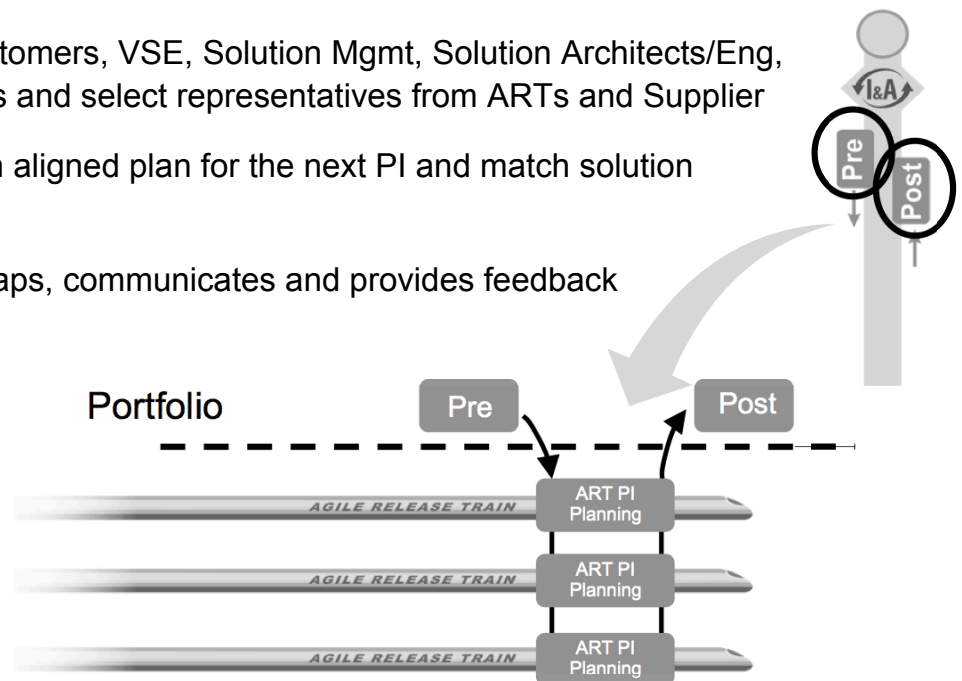 tomers, VSE, Solution Mgmt, Solution Architects/Eng,
s and select representatives from ARTs and Supplier
aligned plan for the next PI and match solution
aps, communicates and provides feedback
I&A
Pre
Post
Portfolio
Pre
Post
AGILE RELEASE TRAIN
ART PI
Planning
AGILE RELEASE TRAIN
ART PI
Planning
AGILE RELEASE TRAIN
ART PI
Planning